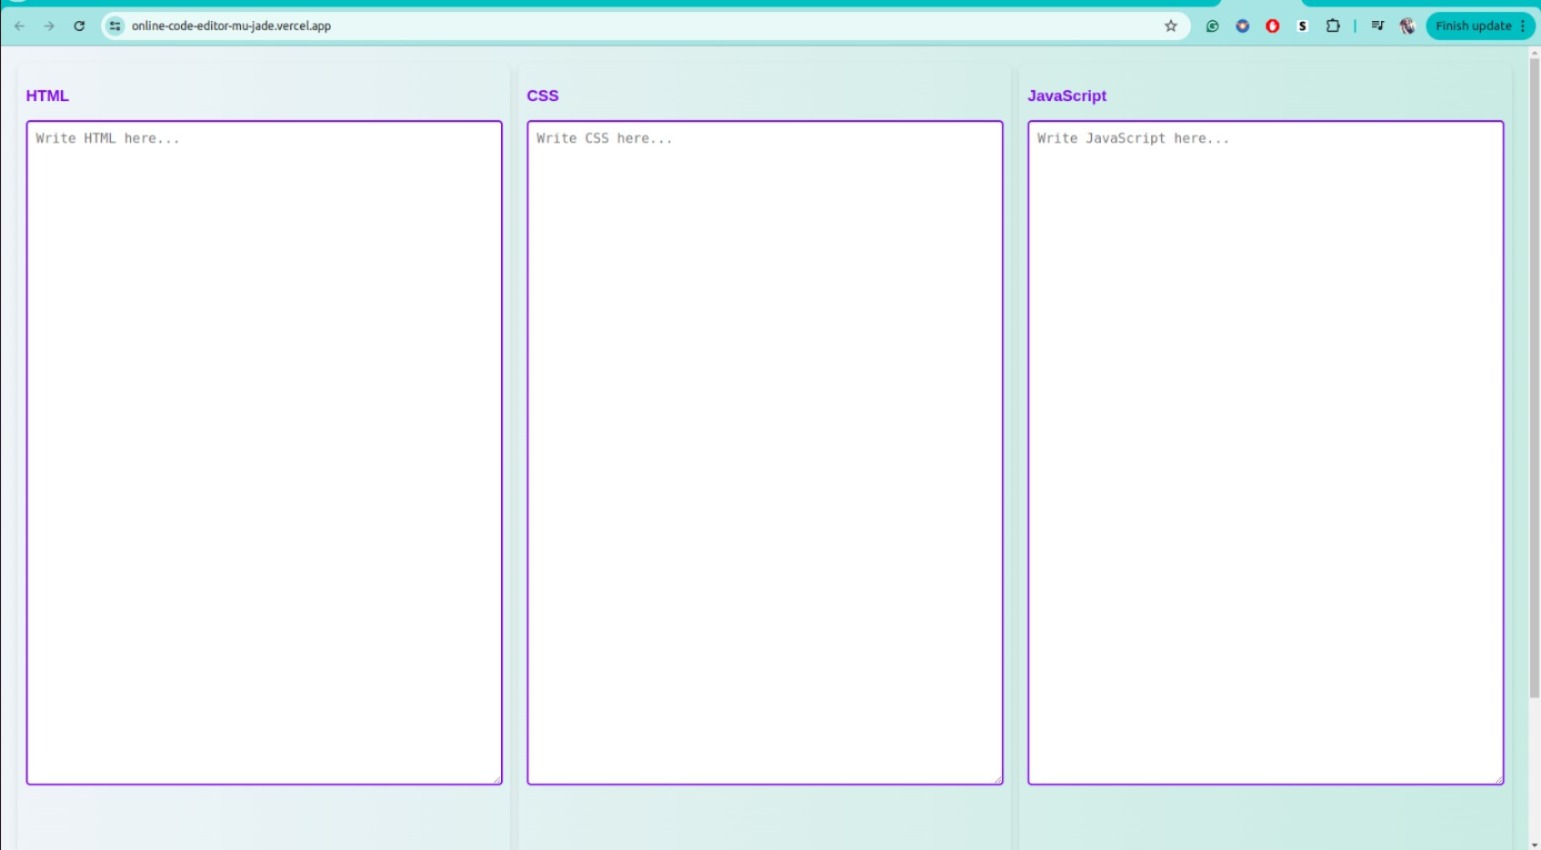 online-code-editor-mu-jade.vercel.app
S
Finish update
HTML
CSS
JavaScript
Write HTML here...
Write CSS here...
Write JavaScript here...